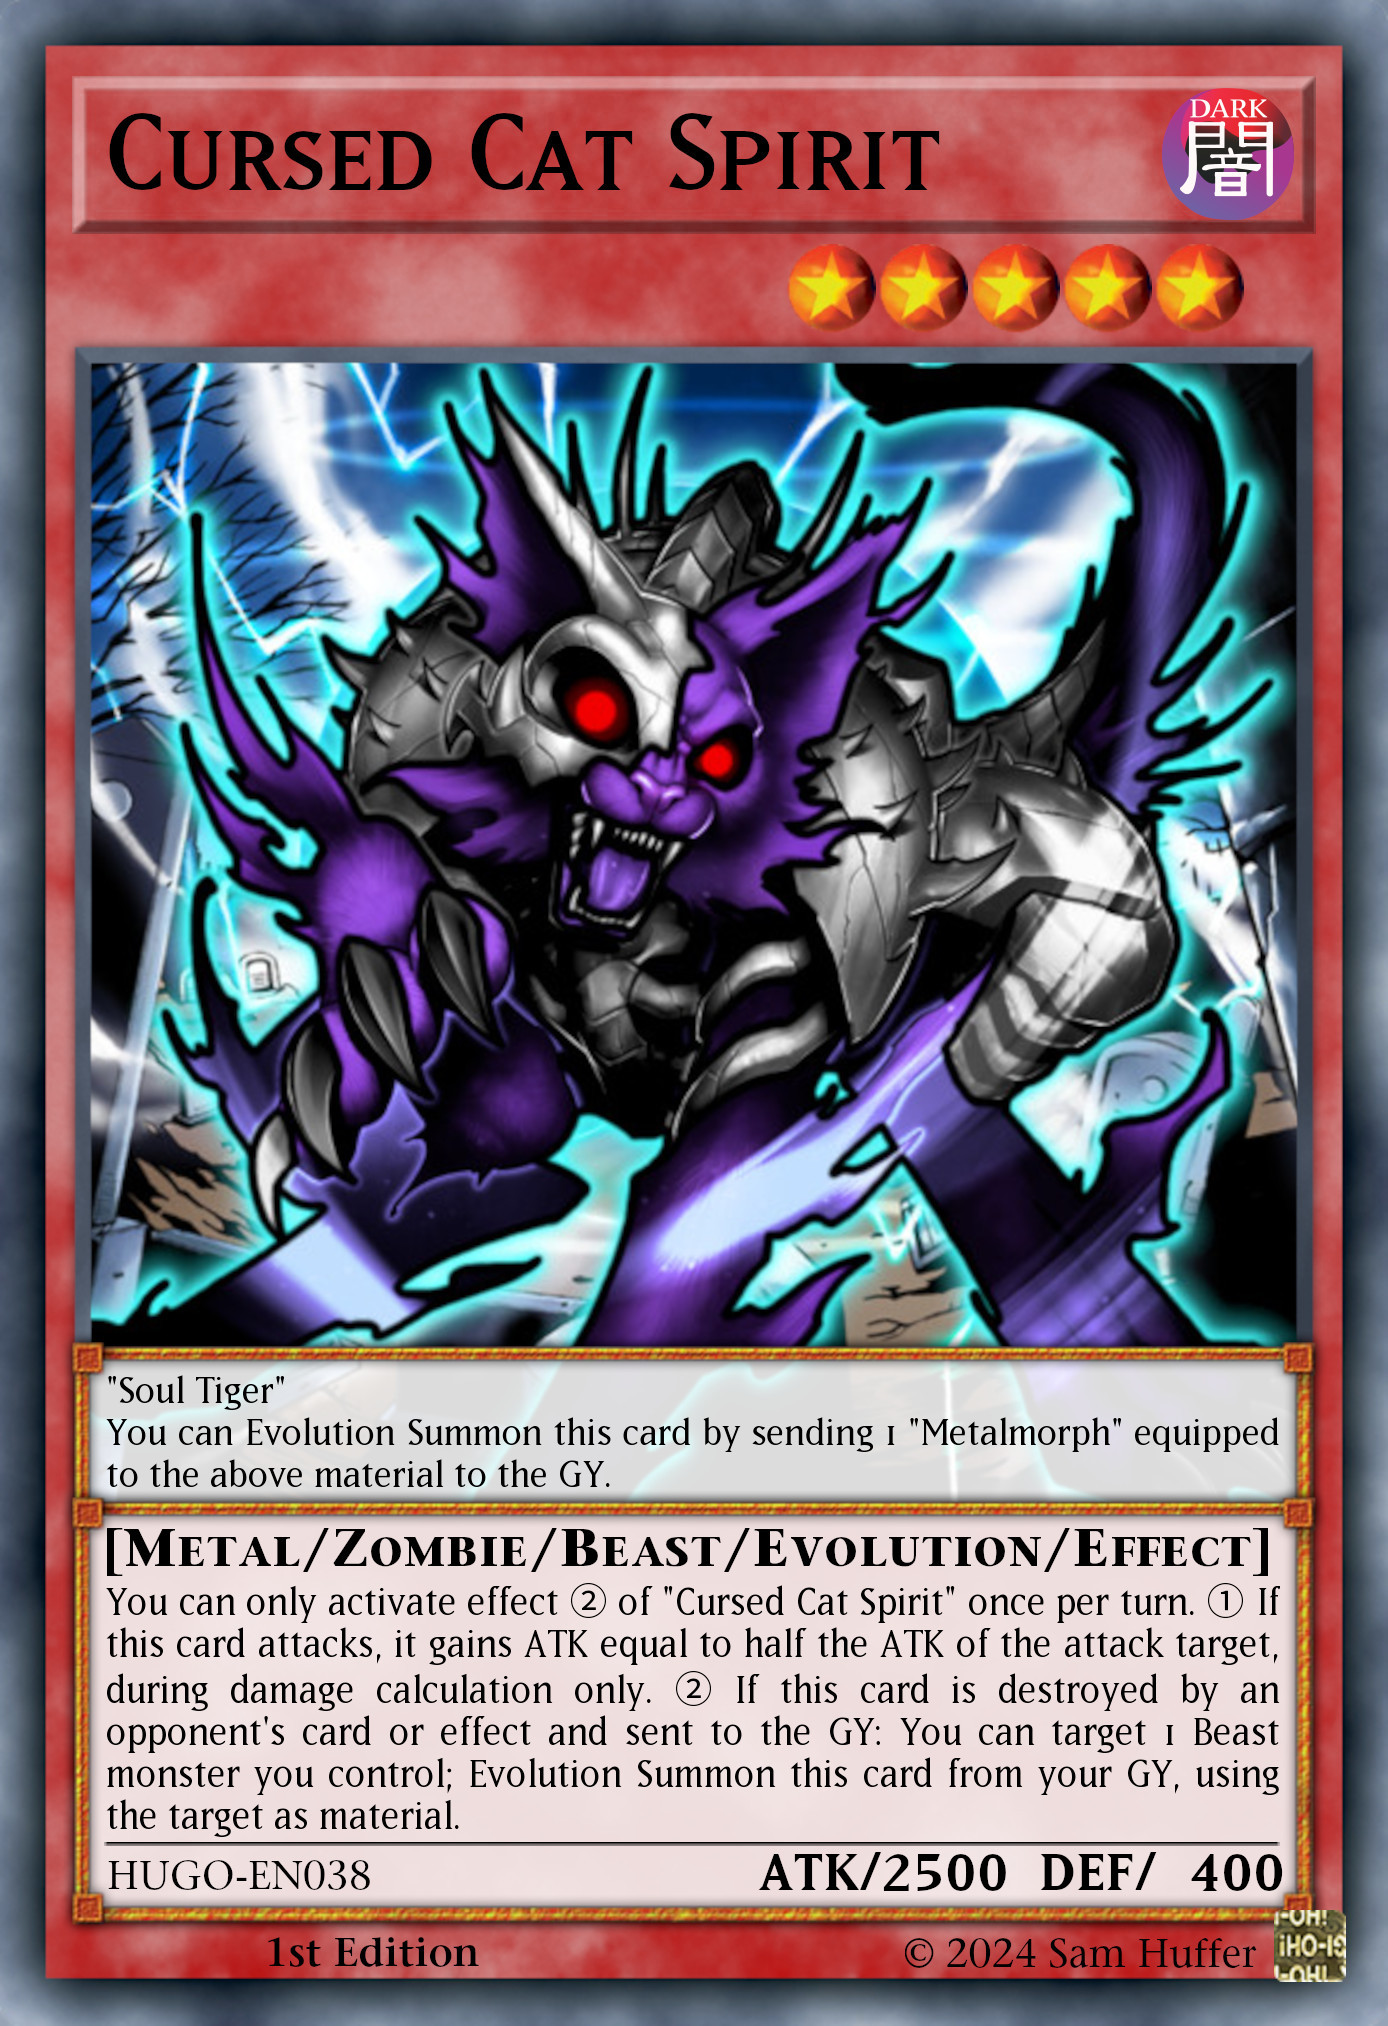 Cursed Cat Spirit
DARK
闇
"Soul Tiger"
You can Evolution Summon this card by sending 1 "Metalmorph" equipped
to the above material to the GY.
[Metal/Zombie/Beast/Evolution/Effect]
You can only activate effect ② of "Cursed Cat Spirit" once per turn. ① If
this card attacks, it gains ATK equal to half the ATK of the attack target,
during damage calculation only. ② If this card is destroyed by an
opponent's card or effect and sent to the GY: You can target 1 Beast
monster you control; Evolution Summon this card from your GY, using
the target as material.
HUGO-EN038 ATK/2500 DEF/ 400
1st Edition © 2024 Sam Huffer